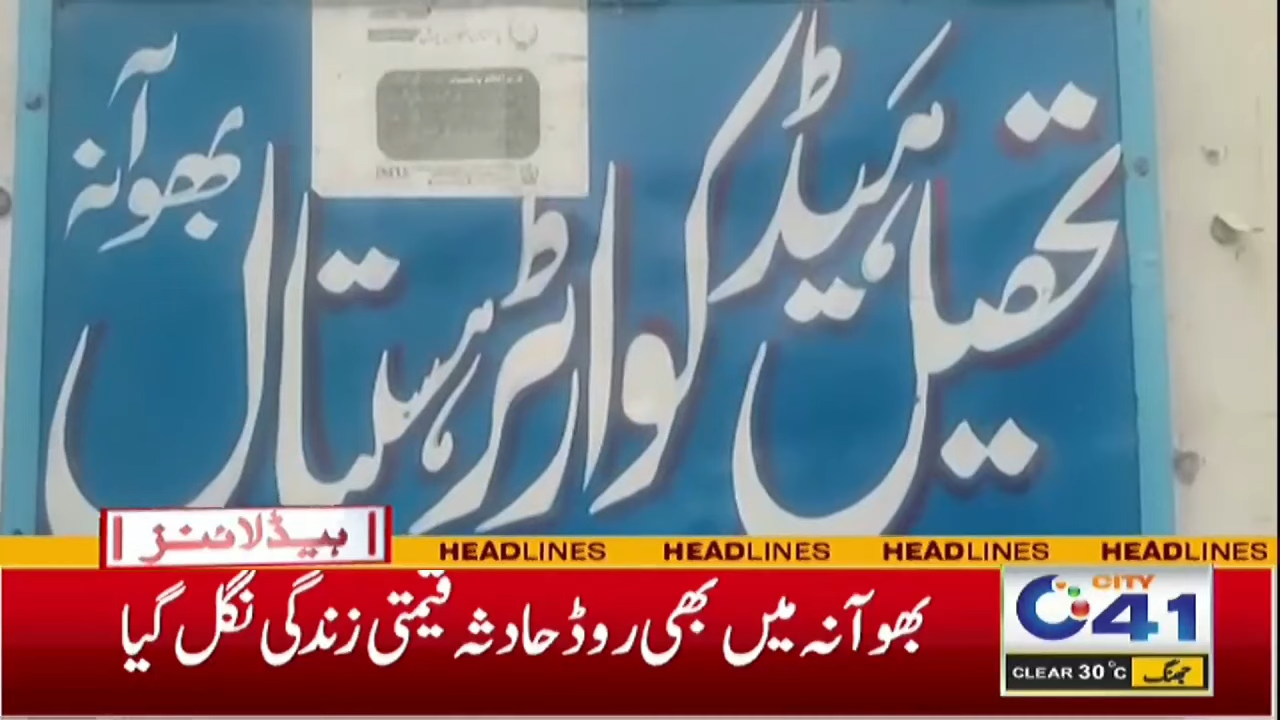 تحصیل ہیڈ کوارٹر ہسپتال بھوآنہ
ہیڈلائنز
HEADLINES HEADLINES HEADLINES HEADLINES
بھوآنہ میں بھی روڈ حادثہ قیمتی زندگی نگل گیا
CITY
41
CLEAR 30°C جھنگ